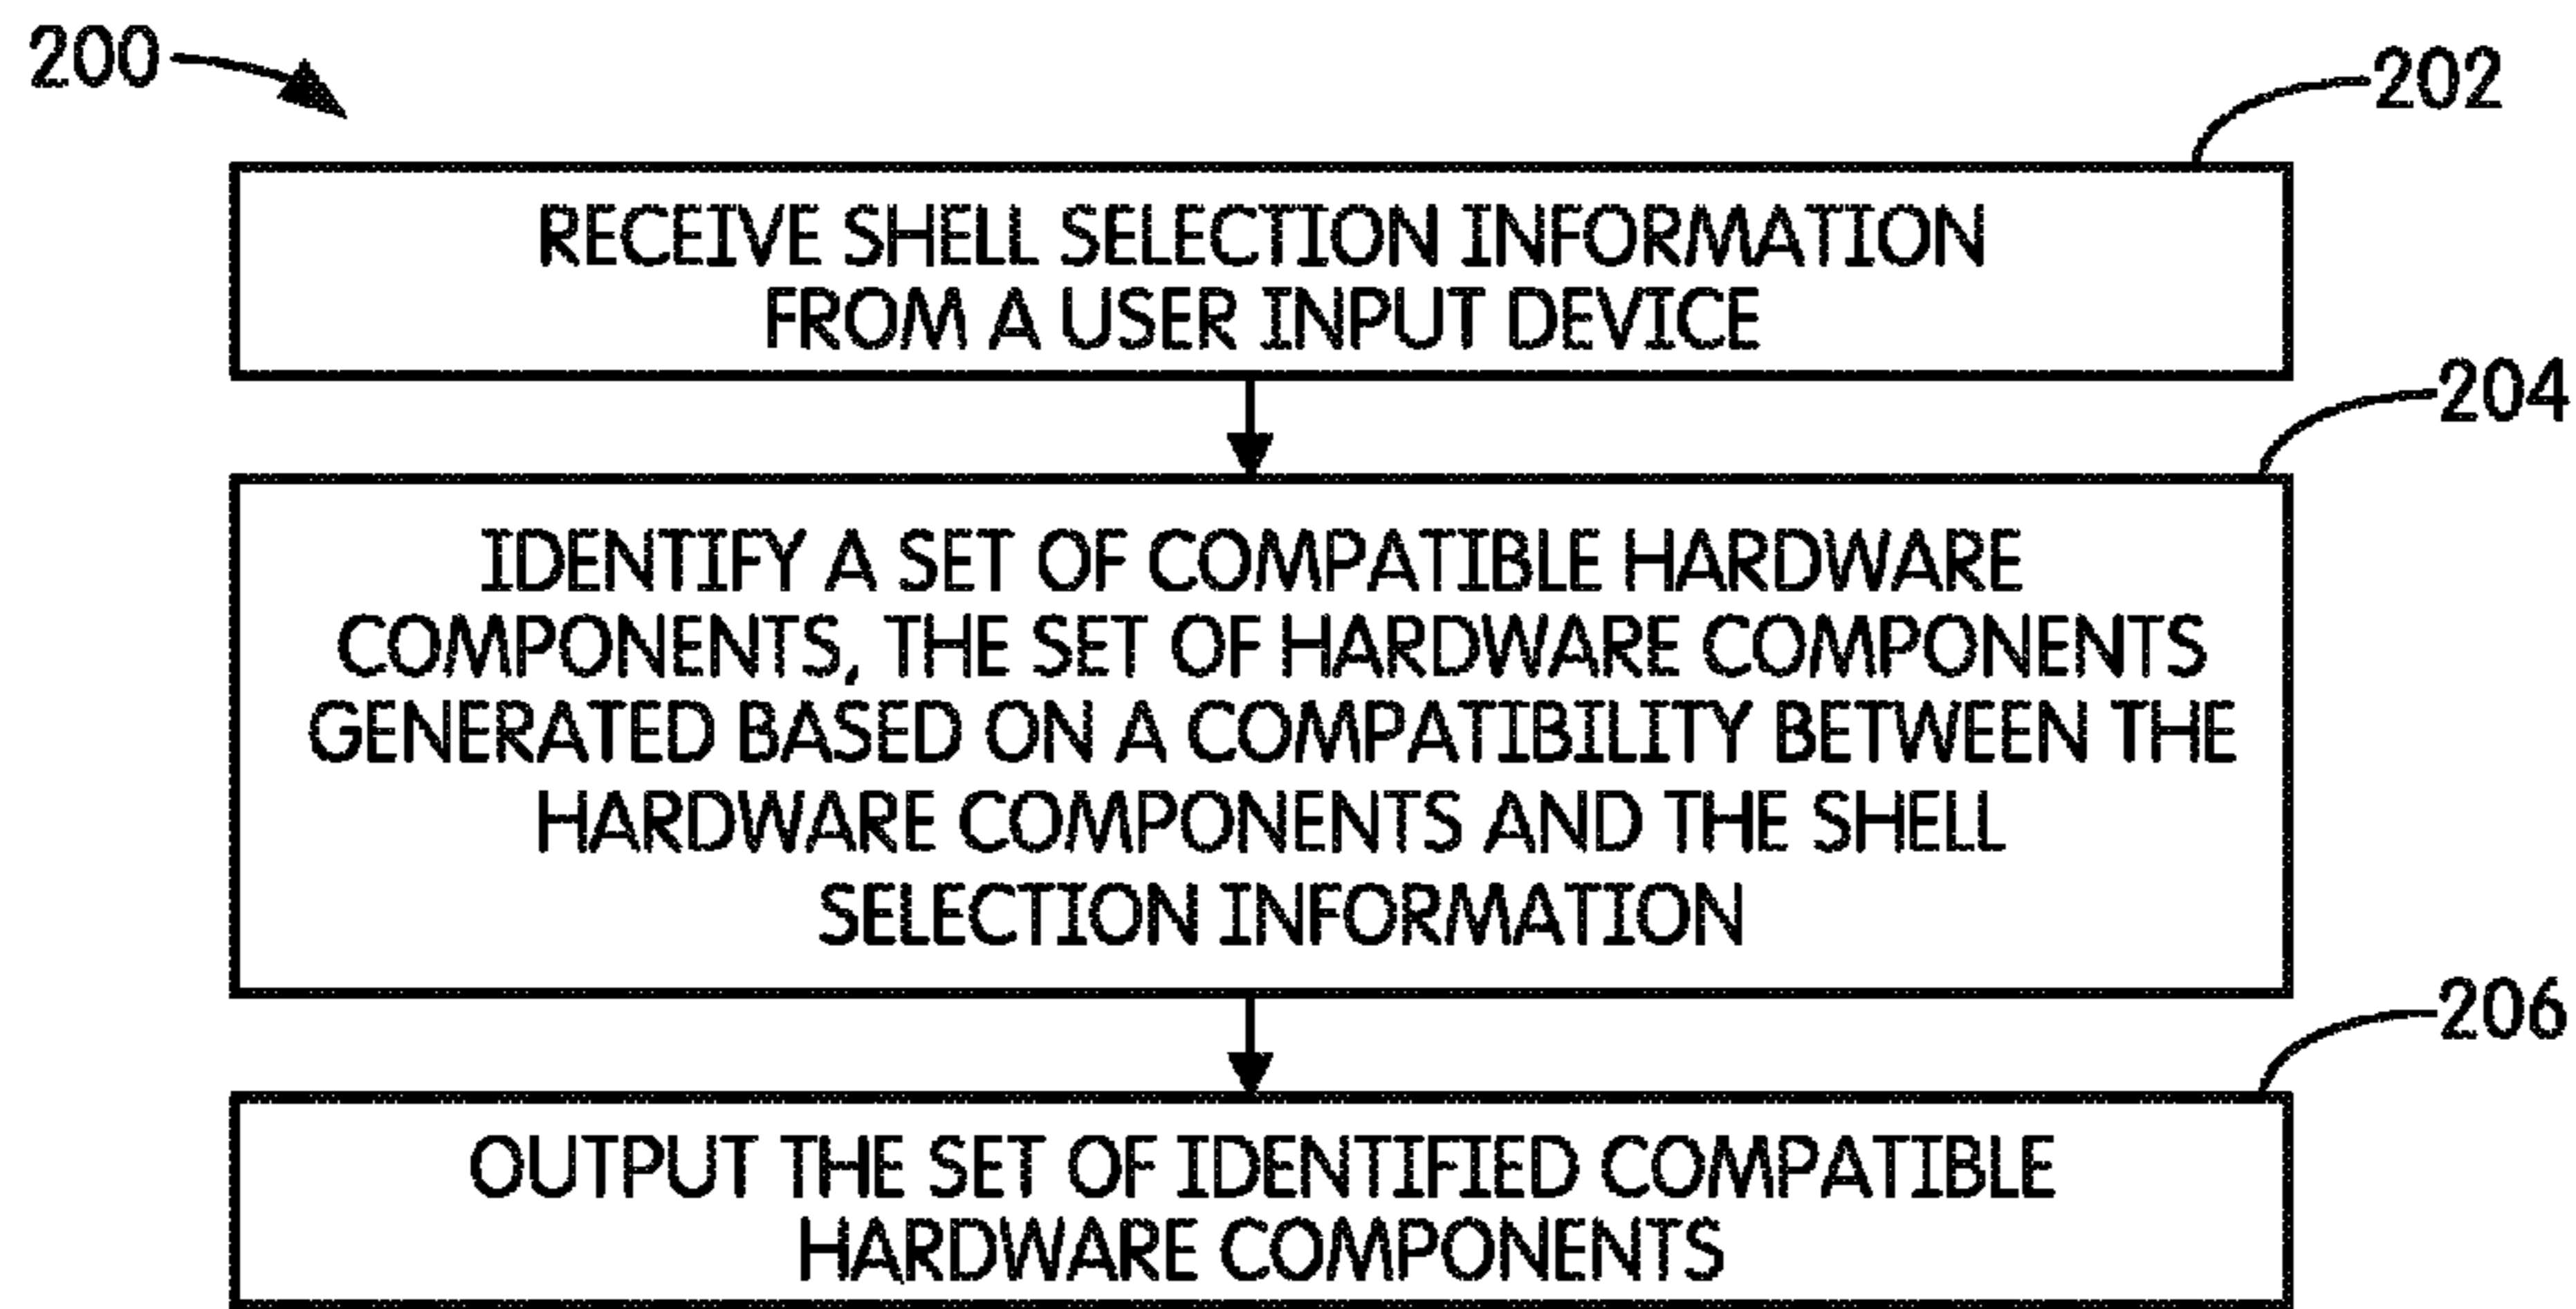 200
202
RECEIVE SHELL SELECTION INFORMATION
FROM A USER INPUT DEVICE
204
IDENTIFY A SET OF COMPATIBLE HARDWARE
COMPONENTS, THE SET OF HARDWARE COMPONENTS
GENERATED BASED ON A COMPATIBILITY BETWEEN THE
HARDWARE COMPONENTS AND THE SHELL
SELECTION INFORMATION
206
OUTPUT THE SET OF IDENTIFIED COMPATIBLE
HARDWARE COMPONENTS